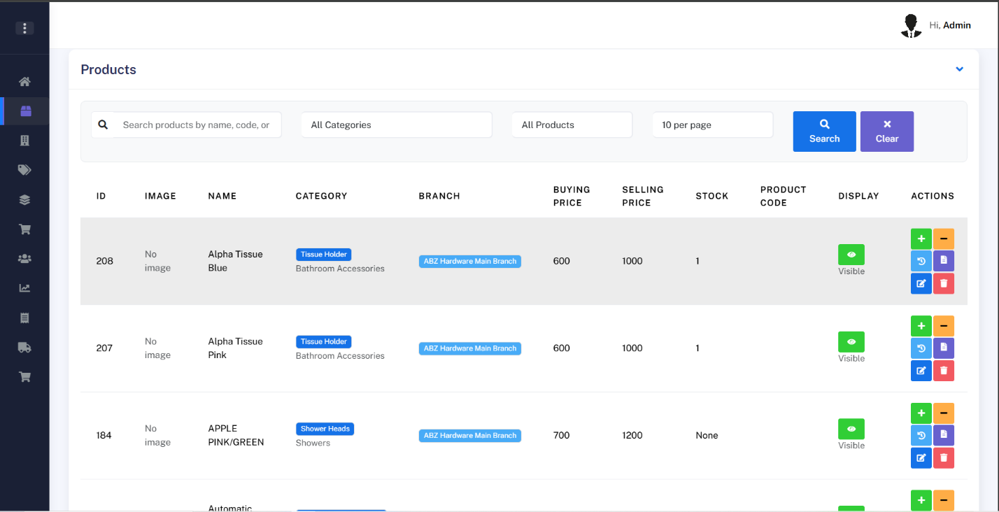 Hi, Admin
Products
Search products by name, code, or
All Categories
All Products
10 per page
Search
Clear
ID
IMAGE
NAME
CATEGORY
BRANCH
BUYING
PRICE
SELLING
PRICE
STOCK
PRODUCT
CODE
DISPLAY
ACTIONS
208
No
image
Alpha Tissue
Blue
Tissue Holder
Bathroom Accessories
ABZ Hardware Main Branch
600
1000
1
Visible
207
No
image
Alpha Tissue
Pink
Tissue Holder
Bathroom Accessories
ABZ Hardware Main Branch
600
1000
1
Visible
184
No
image
APPLE
PINK/GREEN
Shower Heads
Showers
ABZ Hardware Main Branch
700
1200
None
Visible
Automatic